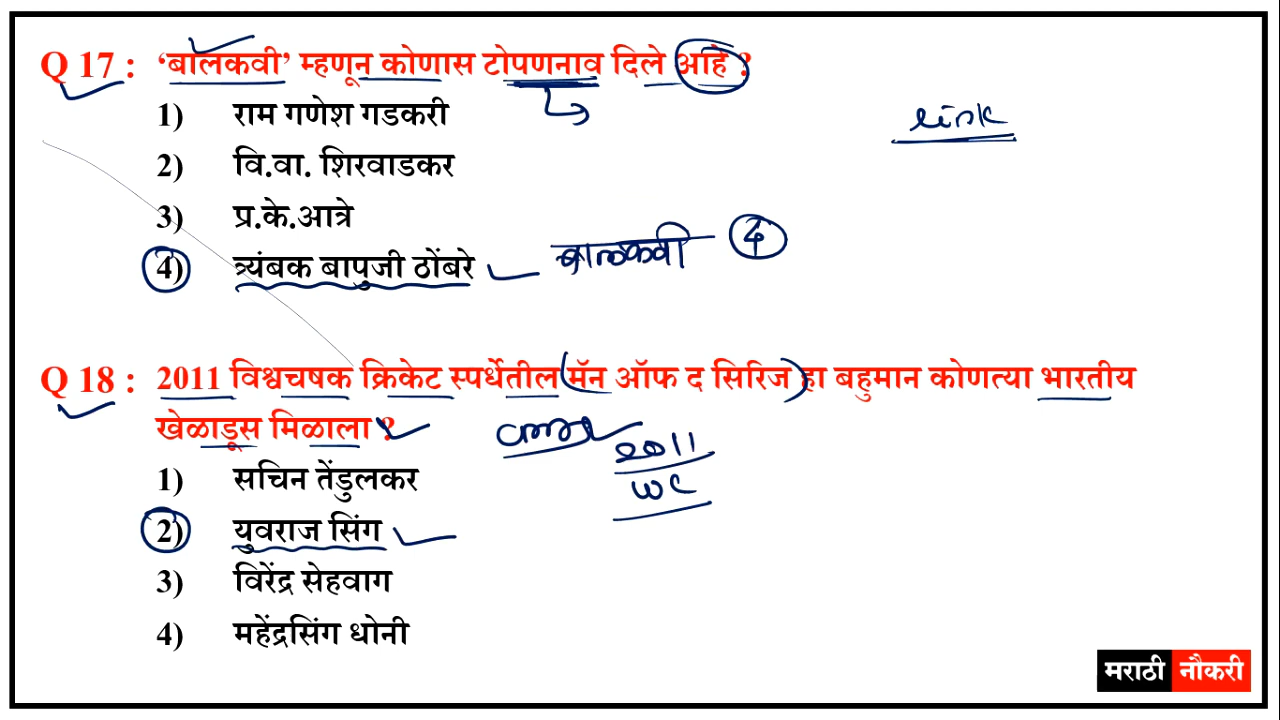 Q 17 : ‘बालकवी’ म्हणून कोणास टोपणनाव दिले आहे ?
1) राम गणेश गडकरी
link
2) वि.वा. शिरवाडकर
3) प्र.के.आत्रे
4) त्र्यंबक बापुजी ठोंबरे बालकवी 4
Q 18 : 2011 विश्वचषक क्रिकेट स्पर्धेतील मॅन ऑफ द सिरिज हा बहुमान कोणत्या भारतीय
खेळाडूस मिळाला ?
2011
WC
1) सचिन तेंडुलकर
2) युवराज सिंग
3) विरेंद्र सेहवाग
4) महेंद्रसिंग धोनी
मराठी नौकरी